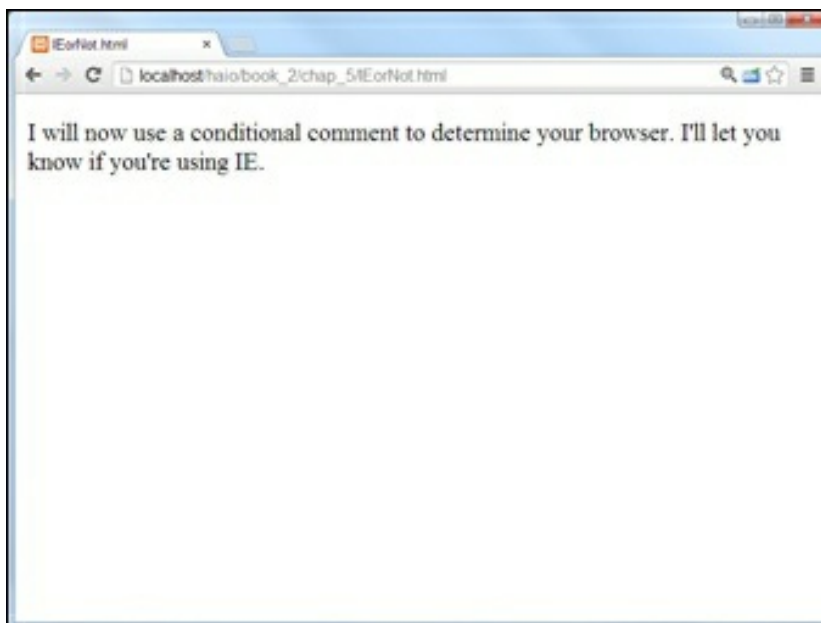 IEorNot.html
localhost/haio/book_2/chap_5/IEorNot.html
I will now use a conditional comment to determine your browser. I'll let you
know if you're using IE.